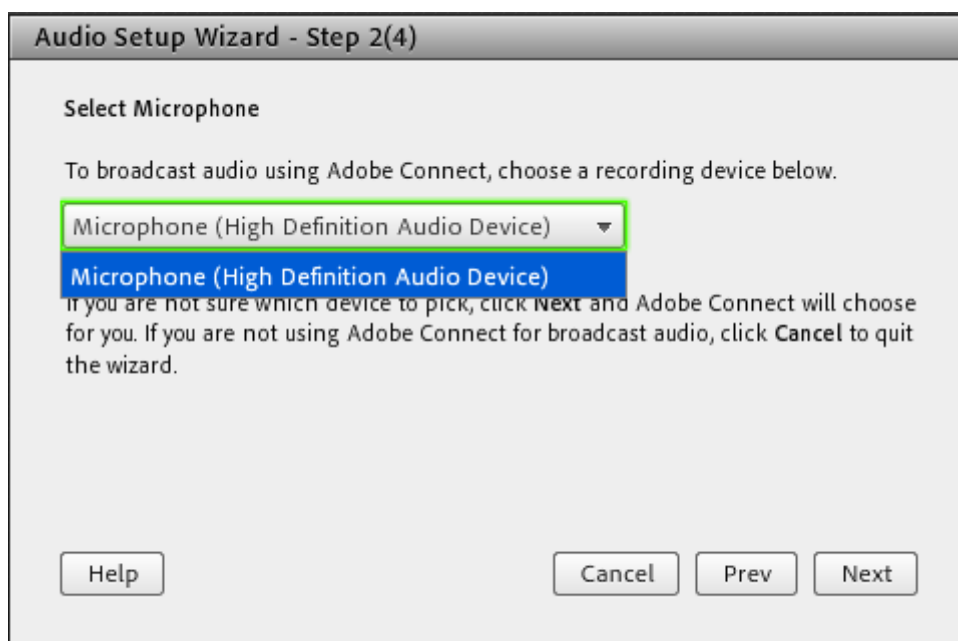 Audio Setup Wizard - Step 2(4)
Select Microphone
To broadcast audio using Adobe Connect, choose a recording device below.
Microphone (High Definition Audio Device)
Microphone (High Definition Audio Device)
If you are not sure which device to pick, click Next and Adobe Connect will choose
for you. If you are not using Adobe Connect for broadcast audio, click Cancel to quit
the wizard.
Help Cancel Prev Next